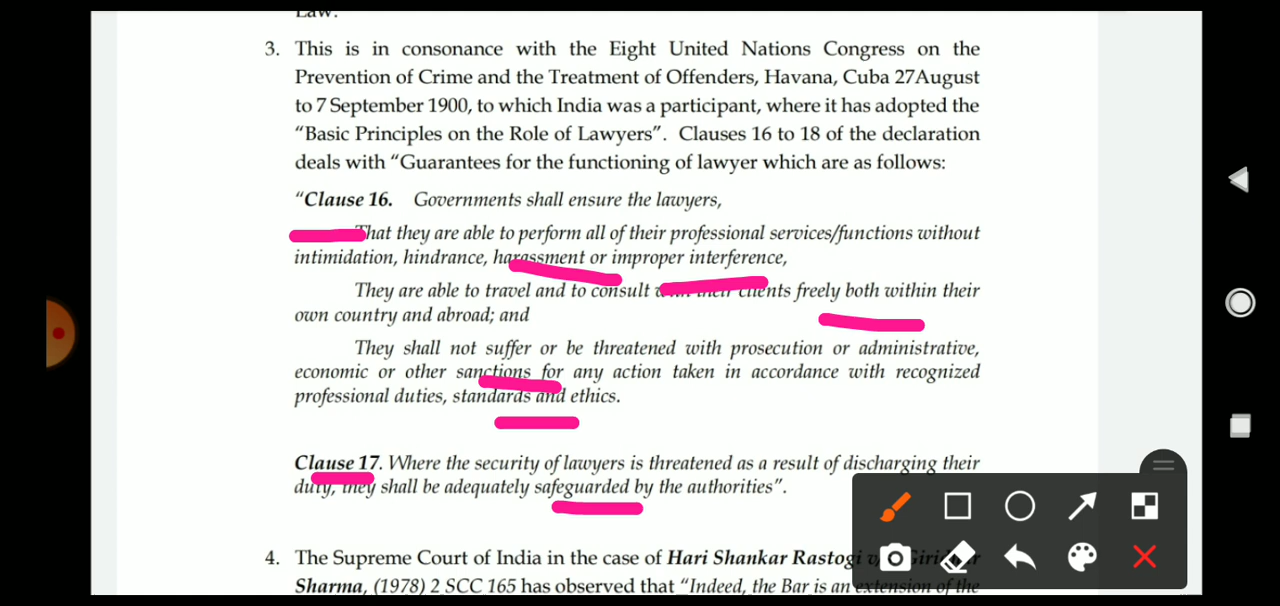 Law.
3. This is in consonance with the Eight United Nations Congress on the
Prevention of Crime and the Treatment of Offenders, Havana, Cuba 27August
to 7 September 1900, to which India was a participant, where it has adopted the
“Basic Principles on the Role of Lawyers”. Clauses 16 to 18 of the declaration
deals with “Guarantees for the functioning of lawyer which are as follows:
“Clause 16. Governments shall ensure the lawyers,
That they are able to perform all of their professional services/functions without
intimidation, hindrance, harassment or improper interference,
They are able to travel and to consult with their clients freely both within their
own country and abroad; and
They shall not suffer or be threatened with prosecution or administrative,
economic or other sanctions for any action taken in accordance with recognized
professional duties, standards and ethics.
Clause 17. Where the security of lawyers is threatened as a result of discharging their
duty, they shall be adequately safeguarded by the authorities”.
4. The Supreme Court of India in the case of Hari Shankar Rastogi
Sharma, (1978) 2 SCC 165 has observed that “Indeed, the Bar is an extension of the